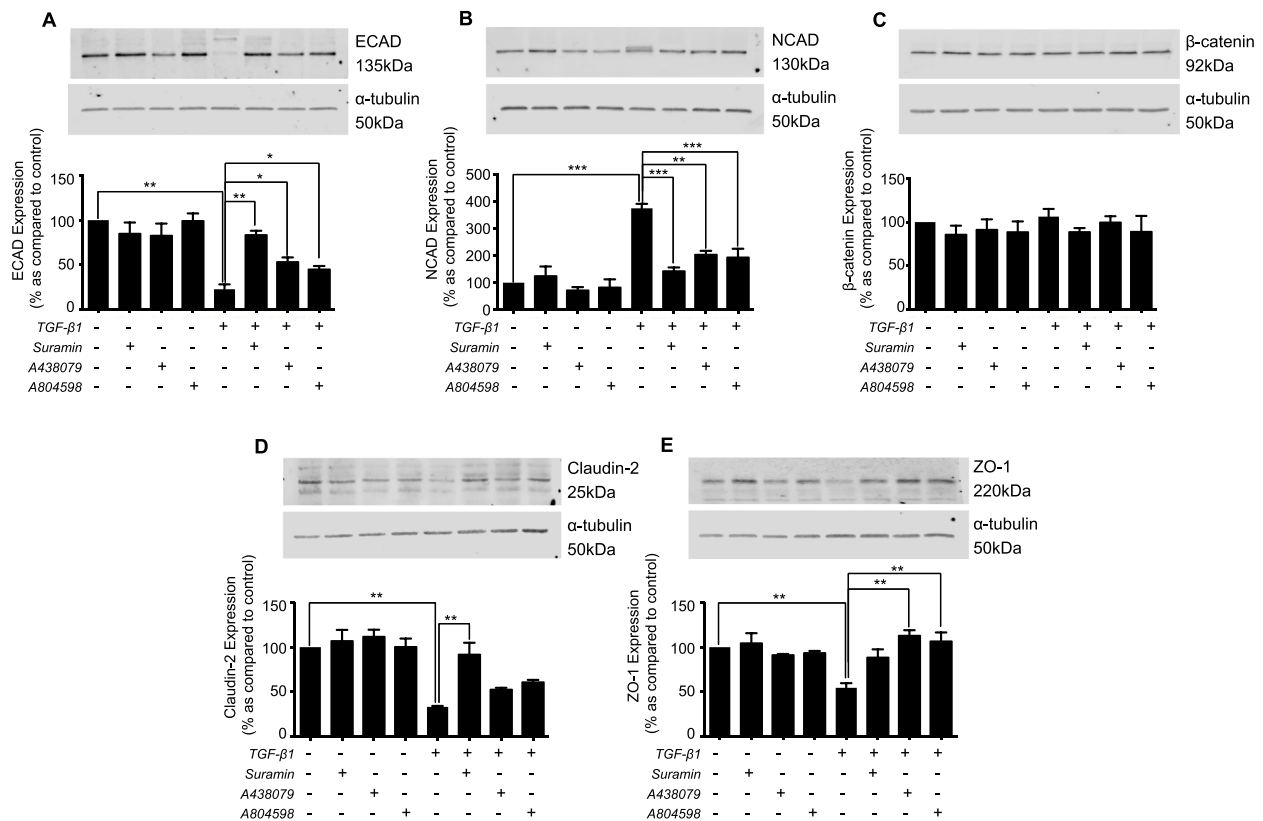 A
ECAD
135kDa
α-tubulin
50kDa
ECAD Expression
(% as compared to control)
150
100
50
0
**
**
*
*
TGF-β1 - - - - + + + +
Suramin - + - - - + - -
A438079 - - + - - - + -
A804598 - - - + - - - +
B
NCAD
130kDa
α-tubulin
50kDa
NCAD Expression
(% as compared to control)
500
400
300
200
100
0
***
***
**
***
TGF-β1 - - - - + + + +
Suramin - + - - - + - -
A438079 - - + - - - + -
A804598 - - - + - - - +
C
β-catenin
92kDa
α-tubulin
50kDa
β-catenin Expression
(% as compared to control)
150
100
50
0
TGF-β1 - - - - + + + +
Suramin - + - - - + - -
A438079 - - + - - - + -
A804598 - - - + - - - +
D
Claudin-2
25kDa
α-tubulin
50kDa
Claudin-2 Expression
(% as compared to control)
150
100
50
0
**
**
TGF-β1 - - - - + + + +
Suramin - + - - - + - -
A438079 - - + - - - + -
A804598 - - - + - - - +
E
ZO-1
220kDa
α-tubulin
50kDa
ZO-1 Expression
(% as compared to control)
150
100
50
0
**
**
**
TGF-β1 - - - - + + + +
Suramin - + - - - + - -
A438079 - - + - - - + -
A804598 - - - + - - - +